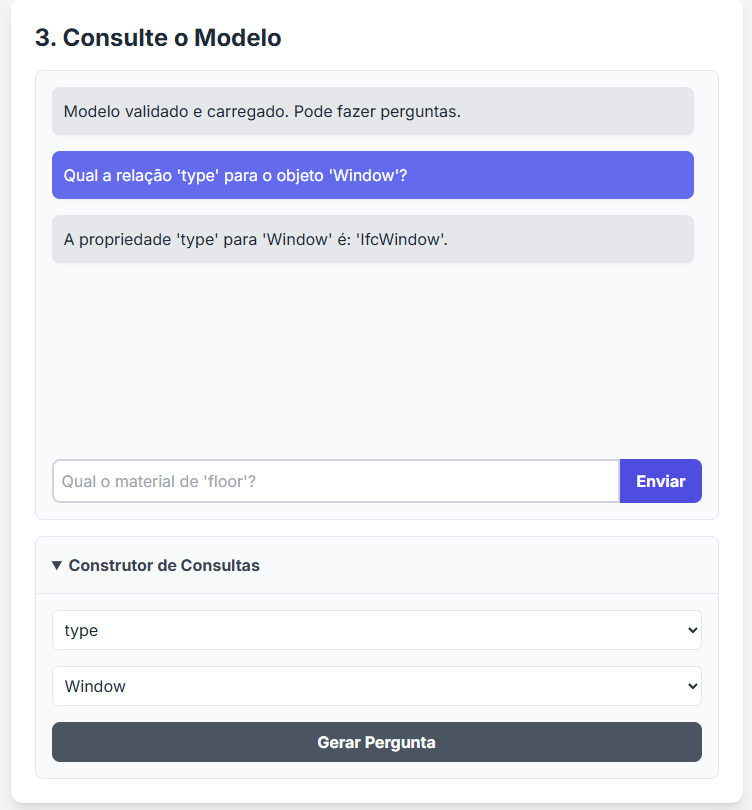 3. Consulte o Modelo
Modelo validado e carregado. Pode fazer perguntas.
Qual a relação 'type' para o objeto 'Window'?
A propriedade 'type' para 'Window' é: 'IfcWindow'.
Qual o material de 'floor'?
Enviar
Construtor de Consultas
type
Window
Gerar Pergunta